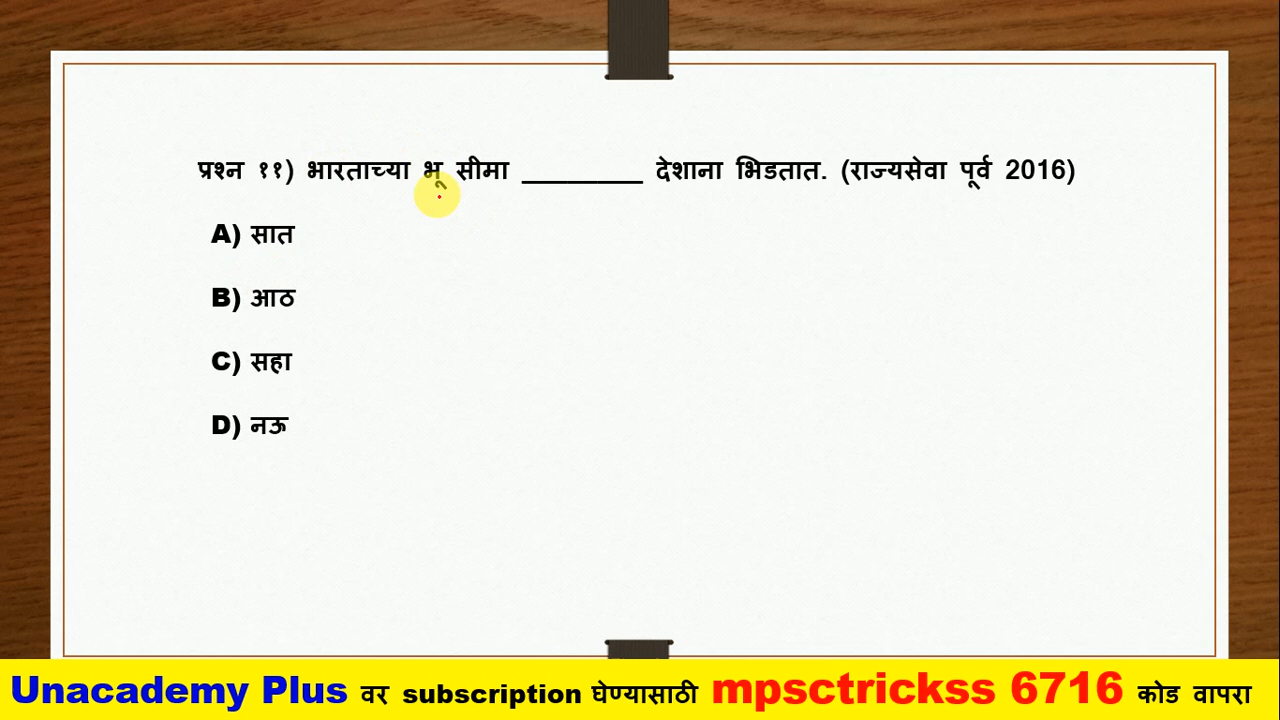 प्रश्न ११) भारताच्या भू सीमा ________ देशाना भिडतात. (राज्यसेवा पूर्व 2016)
A) सात
B) आठ
C) सहा
D) नऊ
Unacademy Plus वर subscription घेण्यासाठी mpsctrickss 6716 कोड वापरा